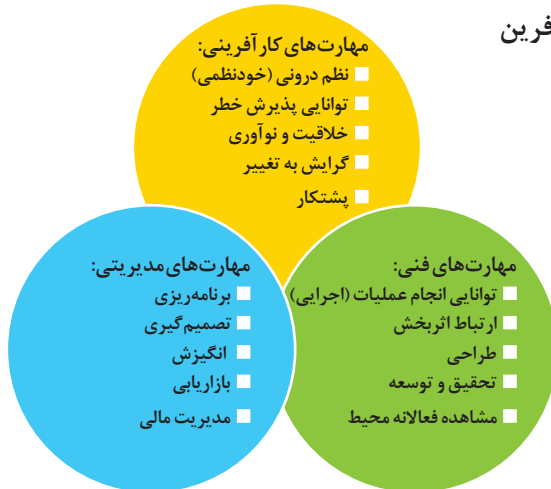 فرین
مهارت‌های کارآفرینی:
نظم درونی (خودنظمی)
توانایی پذیرش خطر
خلاقیت و نوآوری
گرایش به تغییر
پشتکار
مهارت‌های فنی:
توانایی انجام عملیات (اجرایی)
ارتباط اثربخش
طراحی
تحقیق و توسعه
مشاهده فعالانه محیط
مهارت‌های مدیریتی:
برنامه‌ریزی
تصمیم‌گیری
انگیزش
بازاریابی
مدیریت مالی